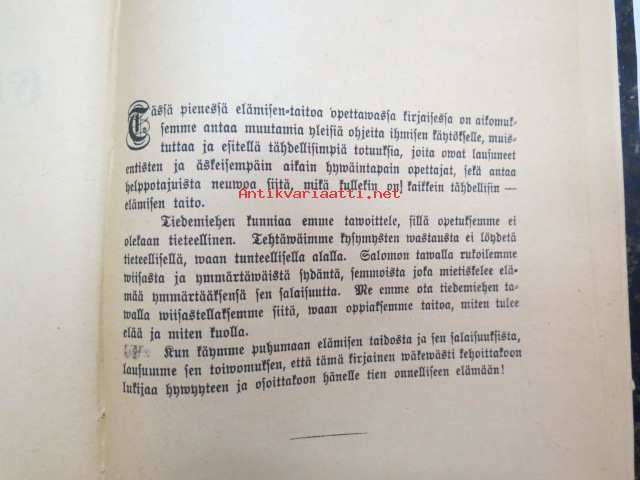 Tässä pienessä elämisen-taitoa opettawassa kirjaisessa on aikomuk-
semme antaa muutamia yleisiä ohjeita ihmisen käytökselle, muis-
tuttaa ja esitellä tähdellisimpiä totuuksia, joita owat lausuneet
entisten ja äskeisempäin aikain hywäintapain opettajat, sekä antaa
helppotajuista neuwoa siitä, mikä kullekin on kaikkein tähdellisin —
elämisen taito.
Antikvariaatti.net
Tiedemiehen kunniaa emme tawoittele, sillä opetuksemme ei
olekaan tieteellinen. Tehtäwäimme kysymysten wastausta ei löydetä
tieteellisellä, waan tunteellisella alalla. Salomon tawalla rukoilemme
wiisasta ja ymmärtäwäistä sydäntä, semmoista joka mietiskelee elä-
mää ymmärtääksensä sen salaisuutta. Me emme ota tiedemiehen ta-
walla wiisastellaksemme siitä, waan oppiaksemme taitoa, miten tulee
elää ja miten kuolla.
Kun käymme puhumaan elämisen taidosta ja sen salaisuuksista,
lausumme sen toiwomuksen, että tämä kirjainen wäkewästi kehoittakoon
lukijaa hywyyteen ja osoittakoon hänelle tien onnelliseen elämään!